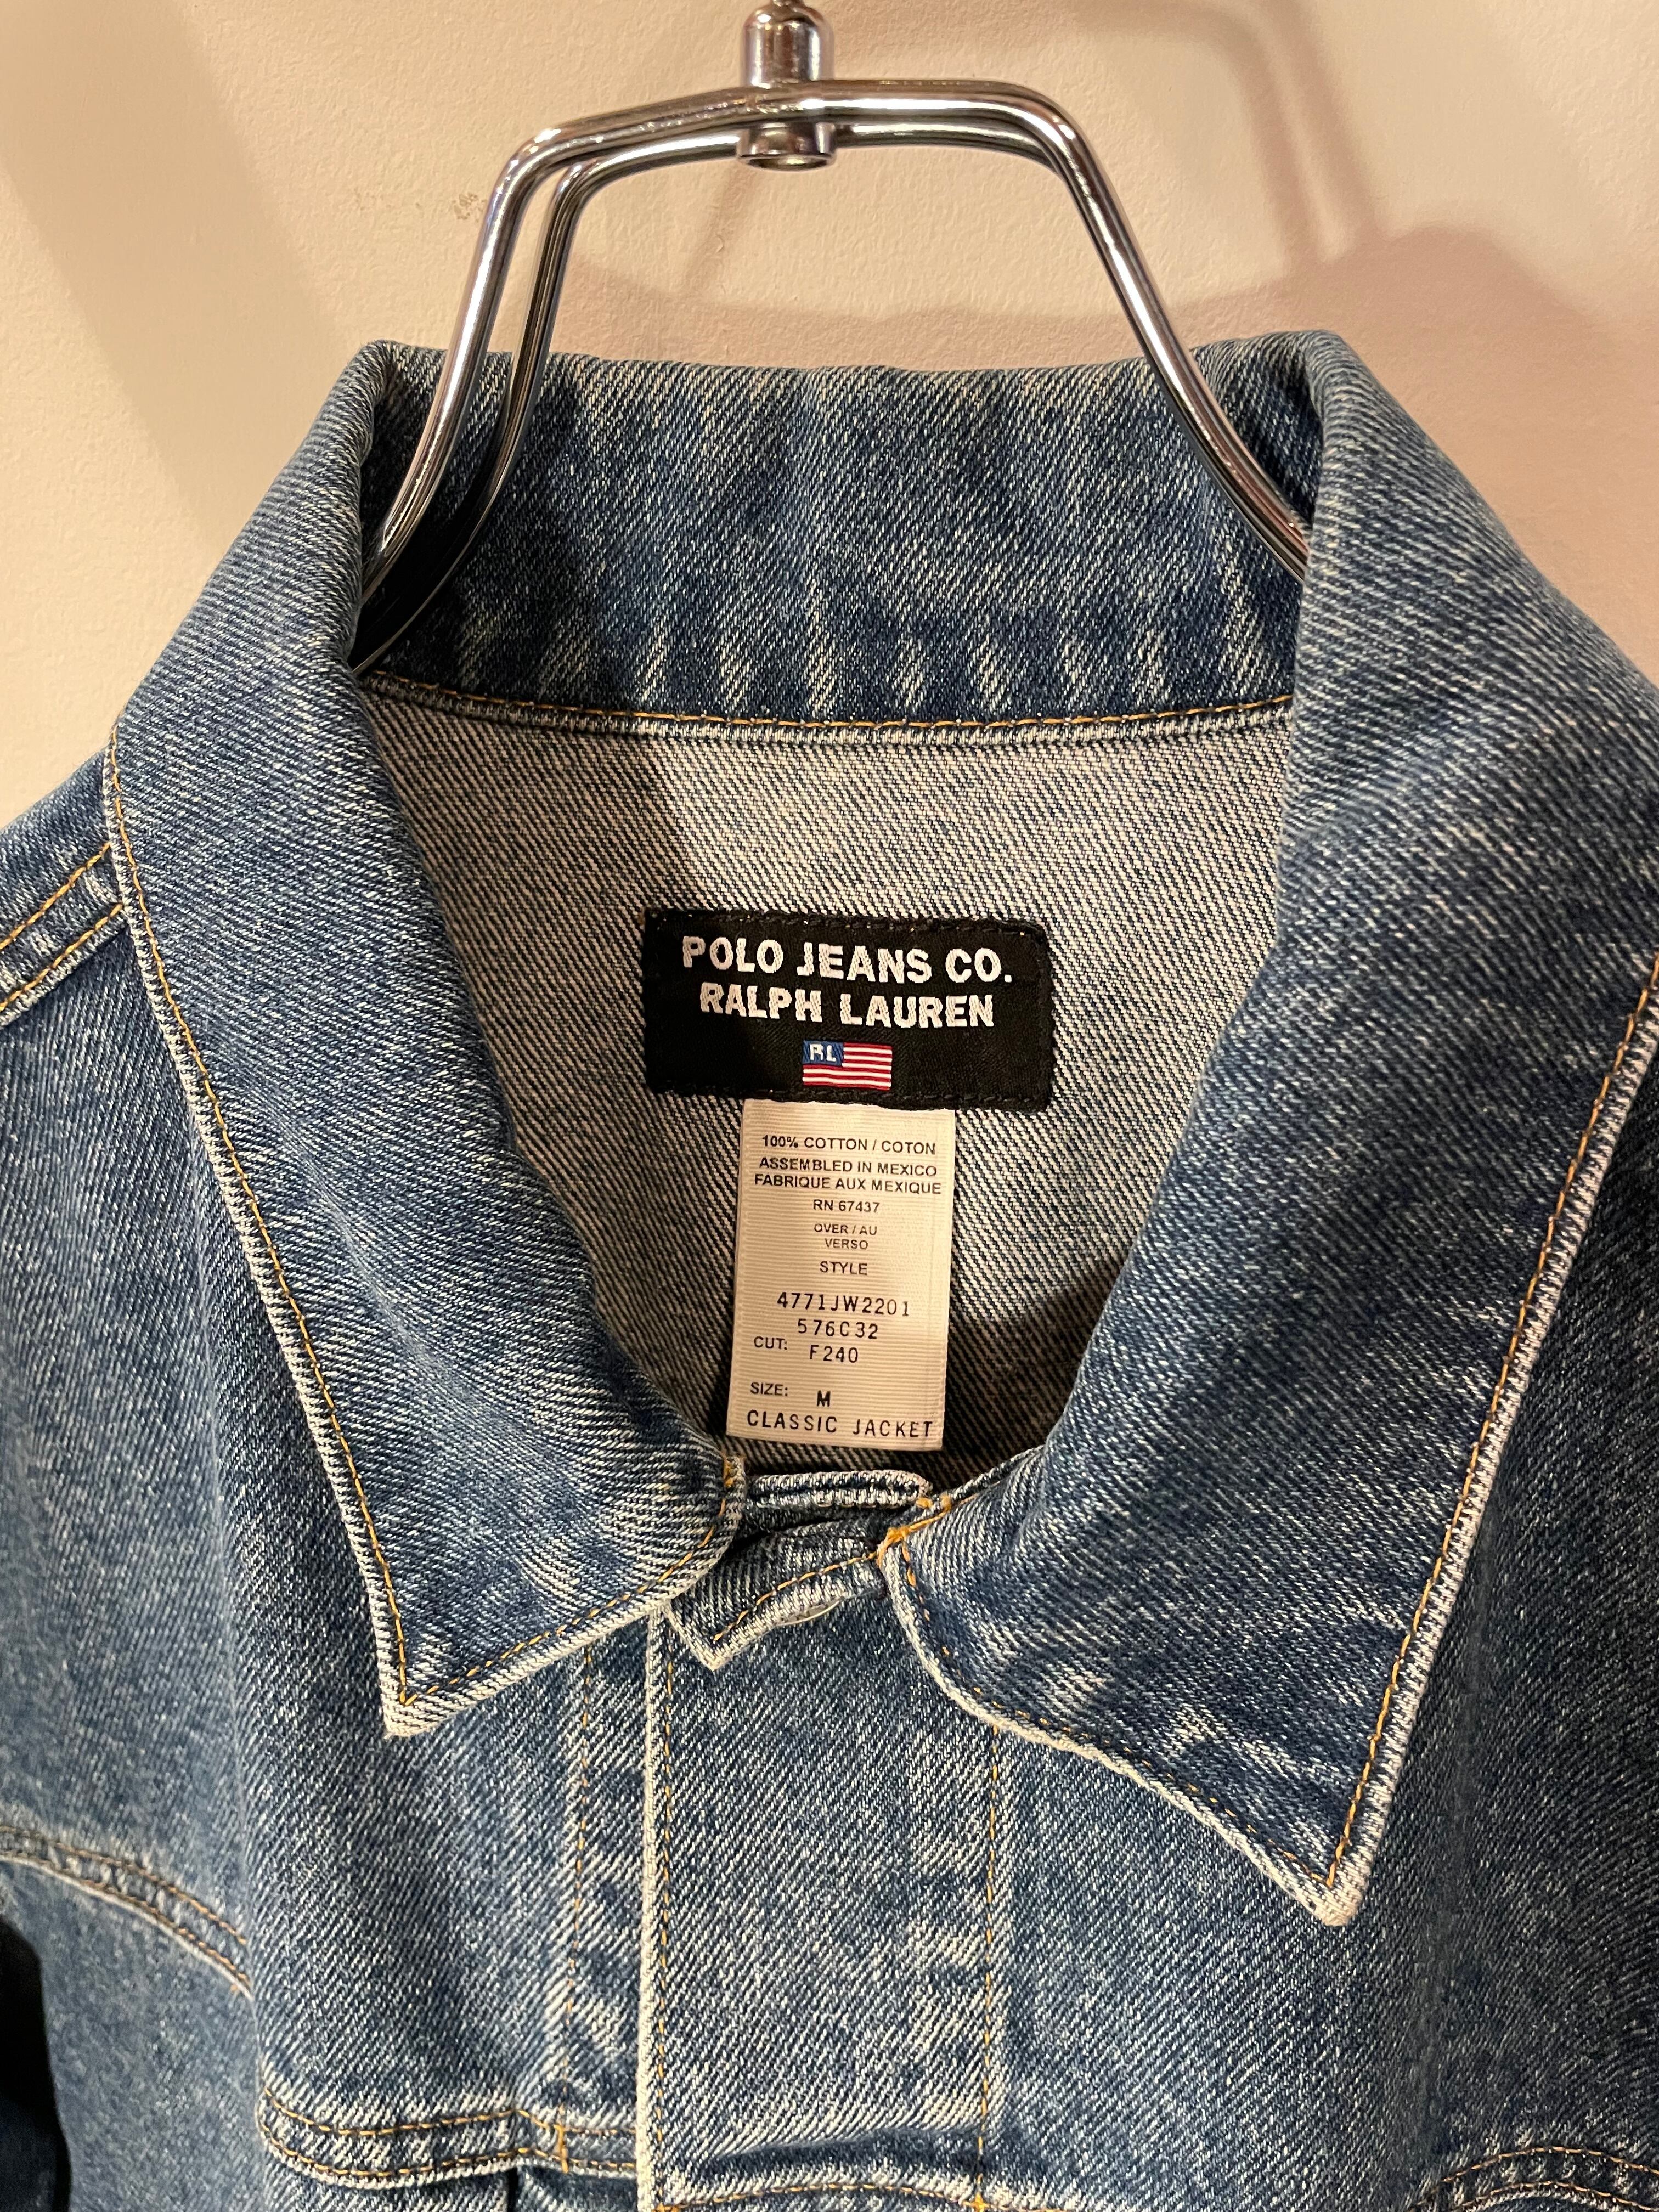 POLO JEANS CO.
RALPH LAUREN
RL
100% COTTON / COTON
ASSEMBLED IN MEXICO
FABRIQUE AUX MEXIQUE
RN 67437
OVER / AU
VERSO
STYLE
4771JW2201
576C32
CUT: F240
SIZE: M
CLASSIC JACKET